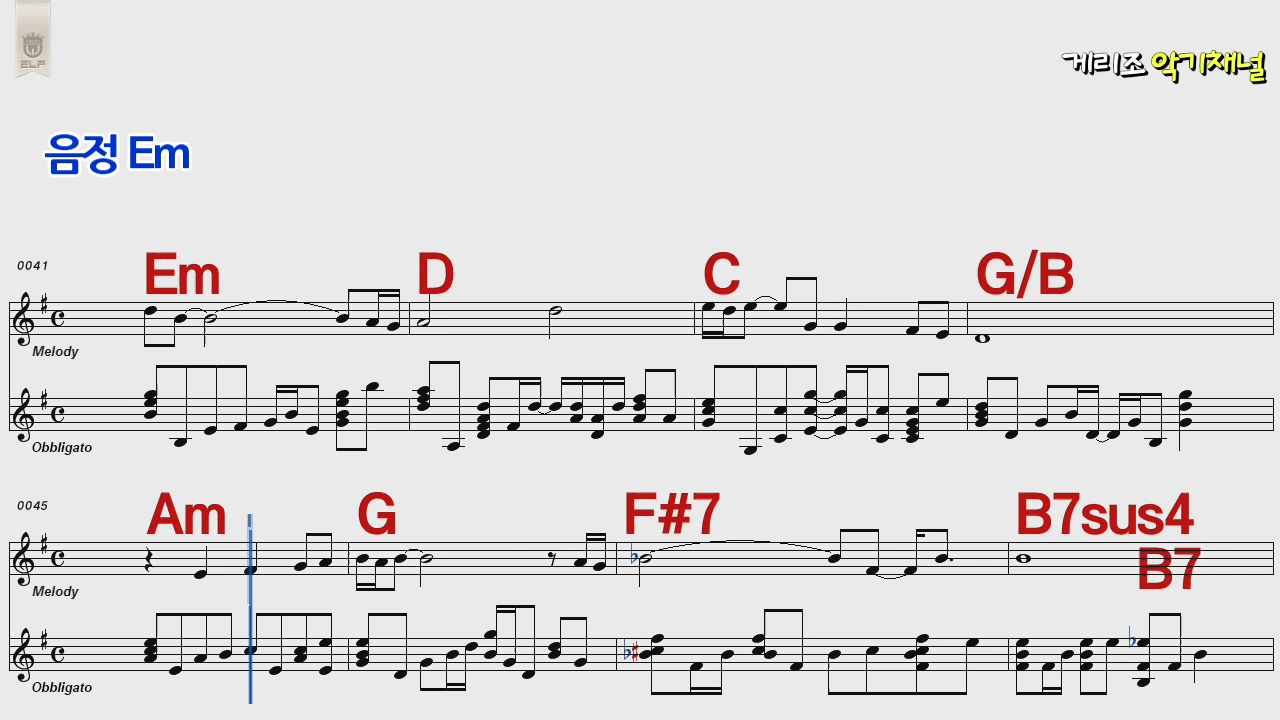 ELF
게리조 악기채널
음정 Em
Em D C G/B
0041
Melody
Obbligato
Am G F#7 B7sus4
0045
B7
Melody
Obbligato